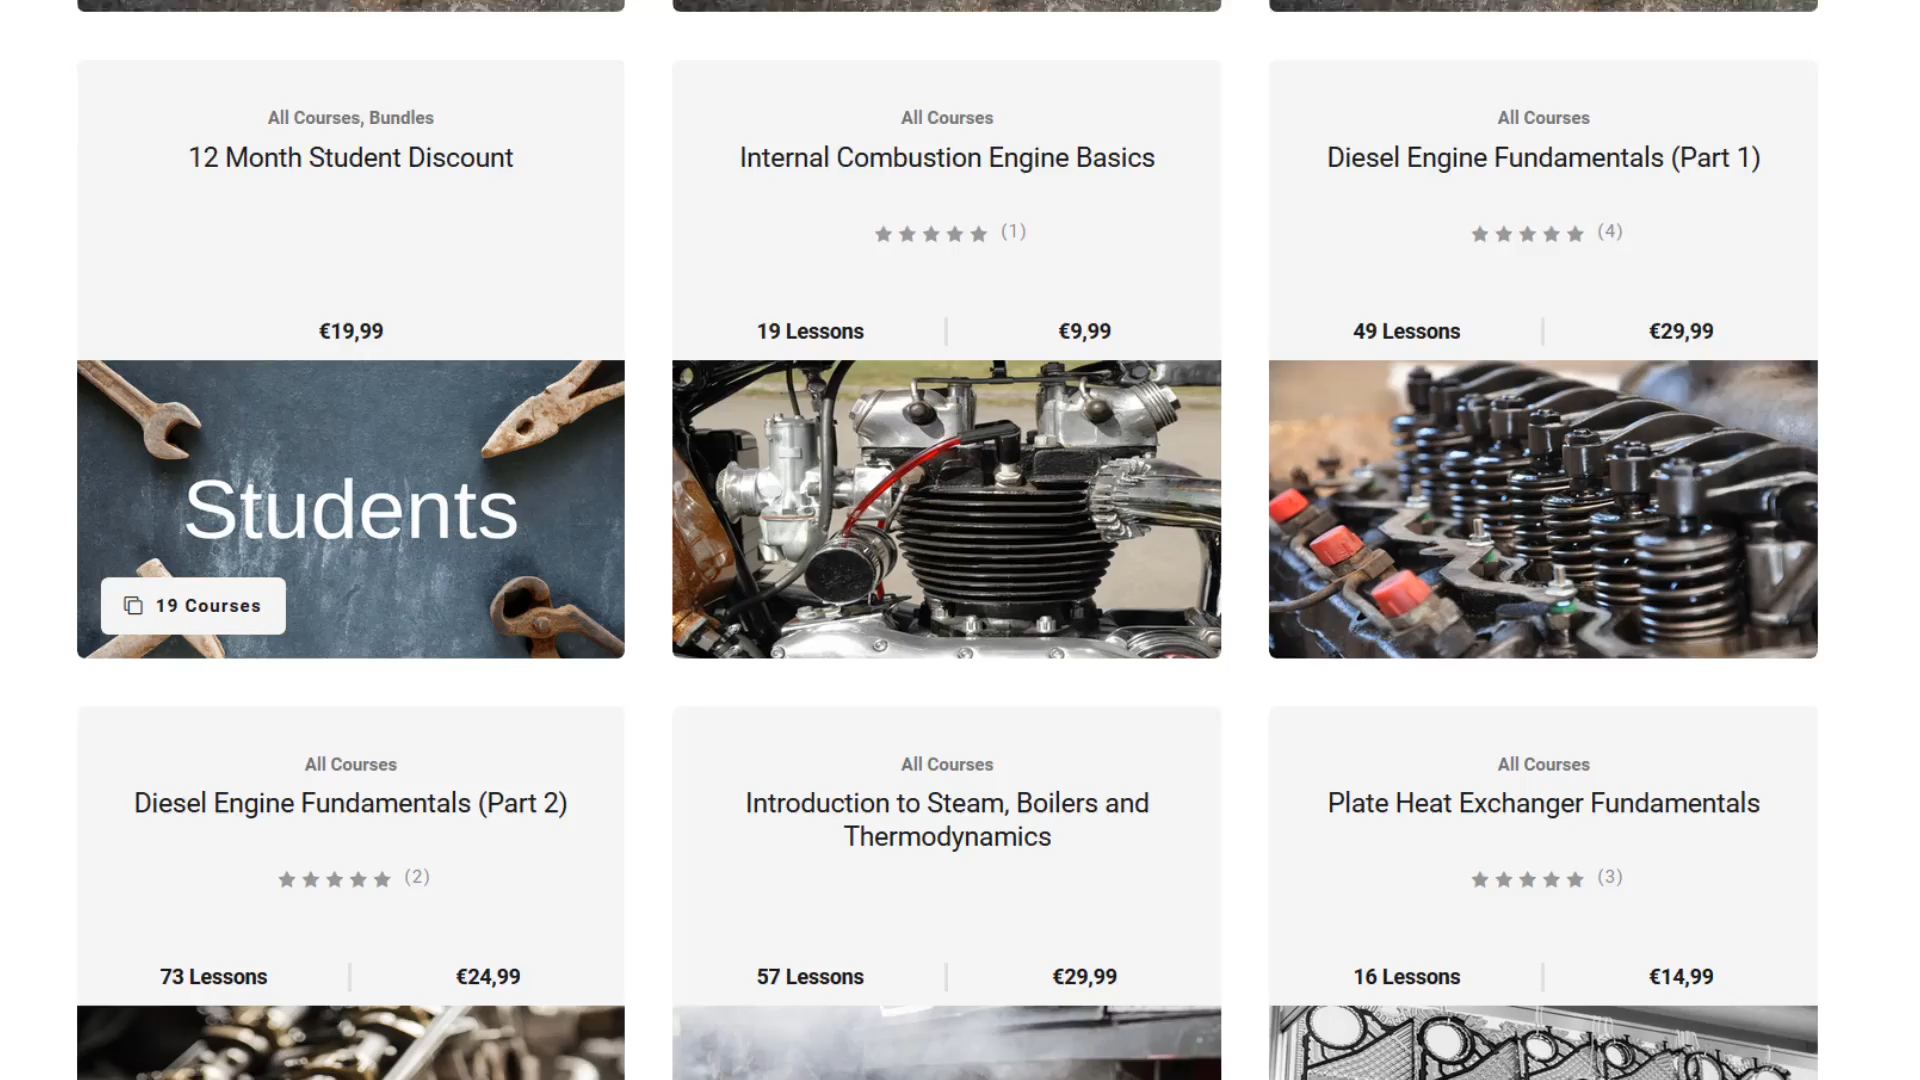 All Courses, Bundles
12 Month Student Discount
€19,99
Students
19 Courses
All Courses
Internal Combustion Engine Basics
(1)
19 Lessons
€9,99
All Courses
Diesel Engine Fundamentals (Part 1)
(4)
49 Lessons
€29,99
All Courses
Diesel Engine Fundamentals (Part 2)
(2)
73 Lessons
€24,99
All Courses
Introduction to Steam, Boilers and
Thermodynamics
57 Lessons
€29,99
All Courses
Plate Heat Exchanger Fundamentals
(3)
16 Lessons
€14,99